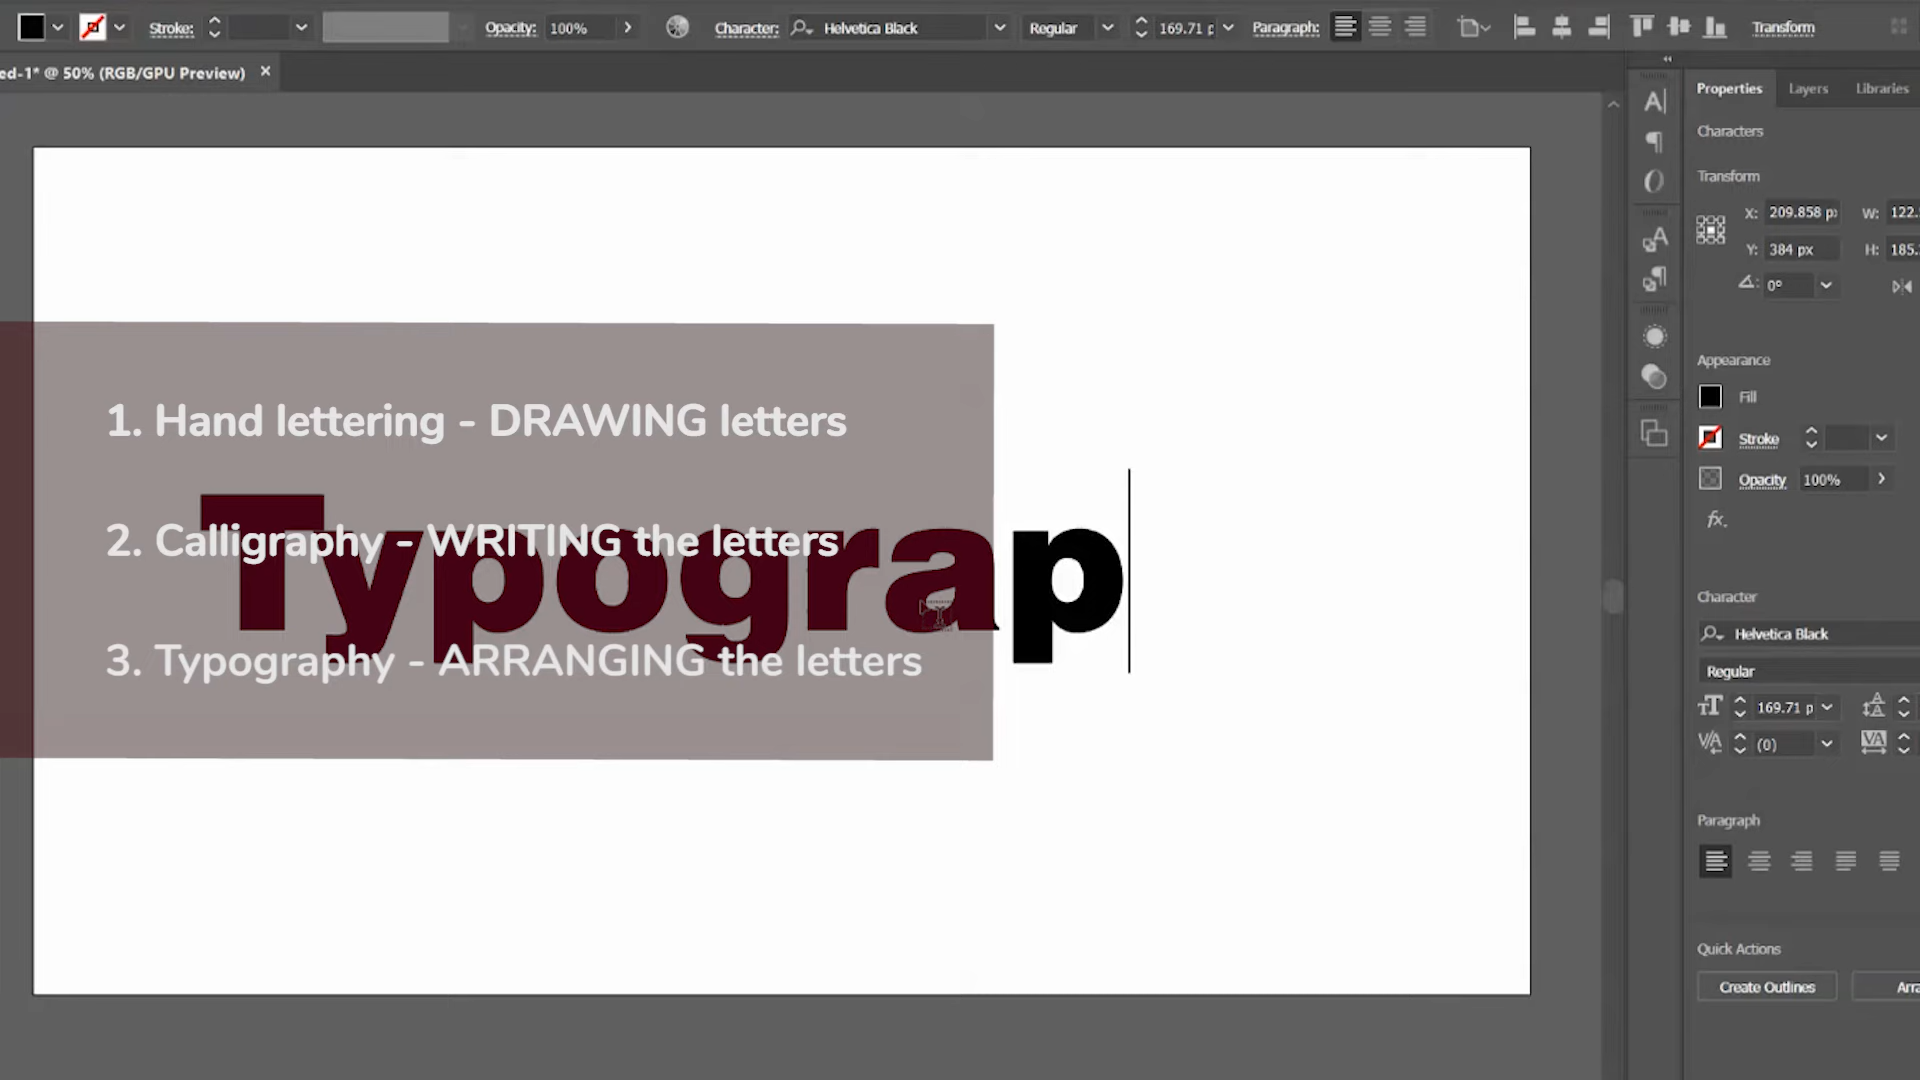 Stroke:
Opacity: 100%
Character: Helvetica Black
Regular
169.71 p
Paragraph:
Transform
ed-1* @ 50% (RGB/GPU Preview) ×
Properties Layers Libraries
Characters
Transform
X: 209.858 px W: 122.
Y: 384 px H: 185.
0°
Appearance
Fill
Stroke
Opacity 100%
fx.
Character
Helvetica Black
Regular
169.71 p
(0)
Paragraph
Quick Actions
Create Outlines Arra
1. Hand lettering - DRAWING letters
2. Calligraphy - WRITING the letters
3. Typography - ARRANGING the letters
Typograp